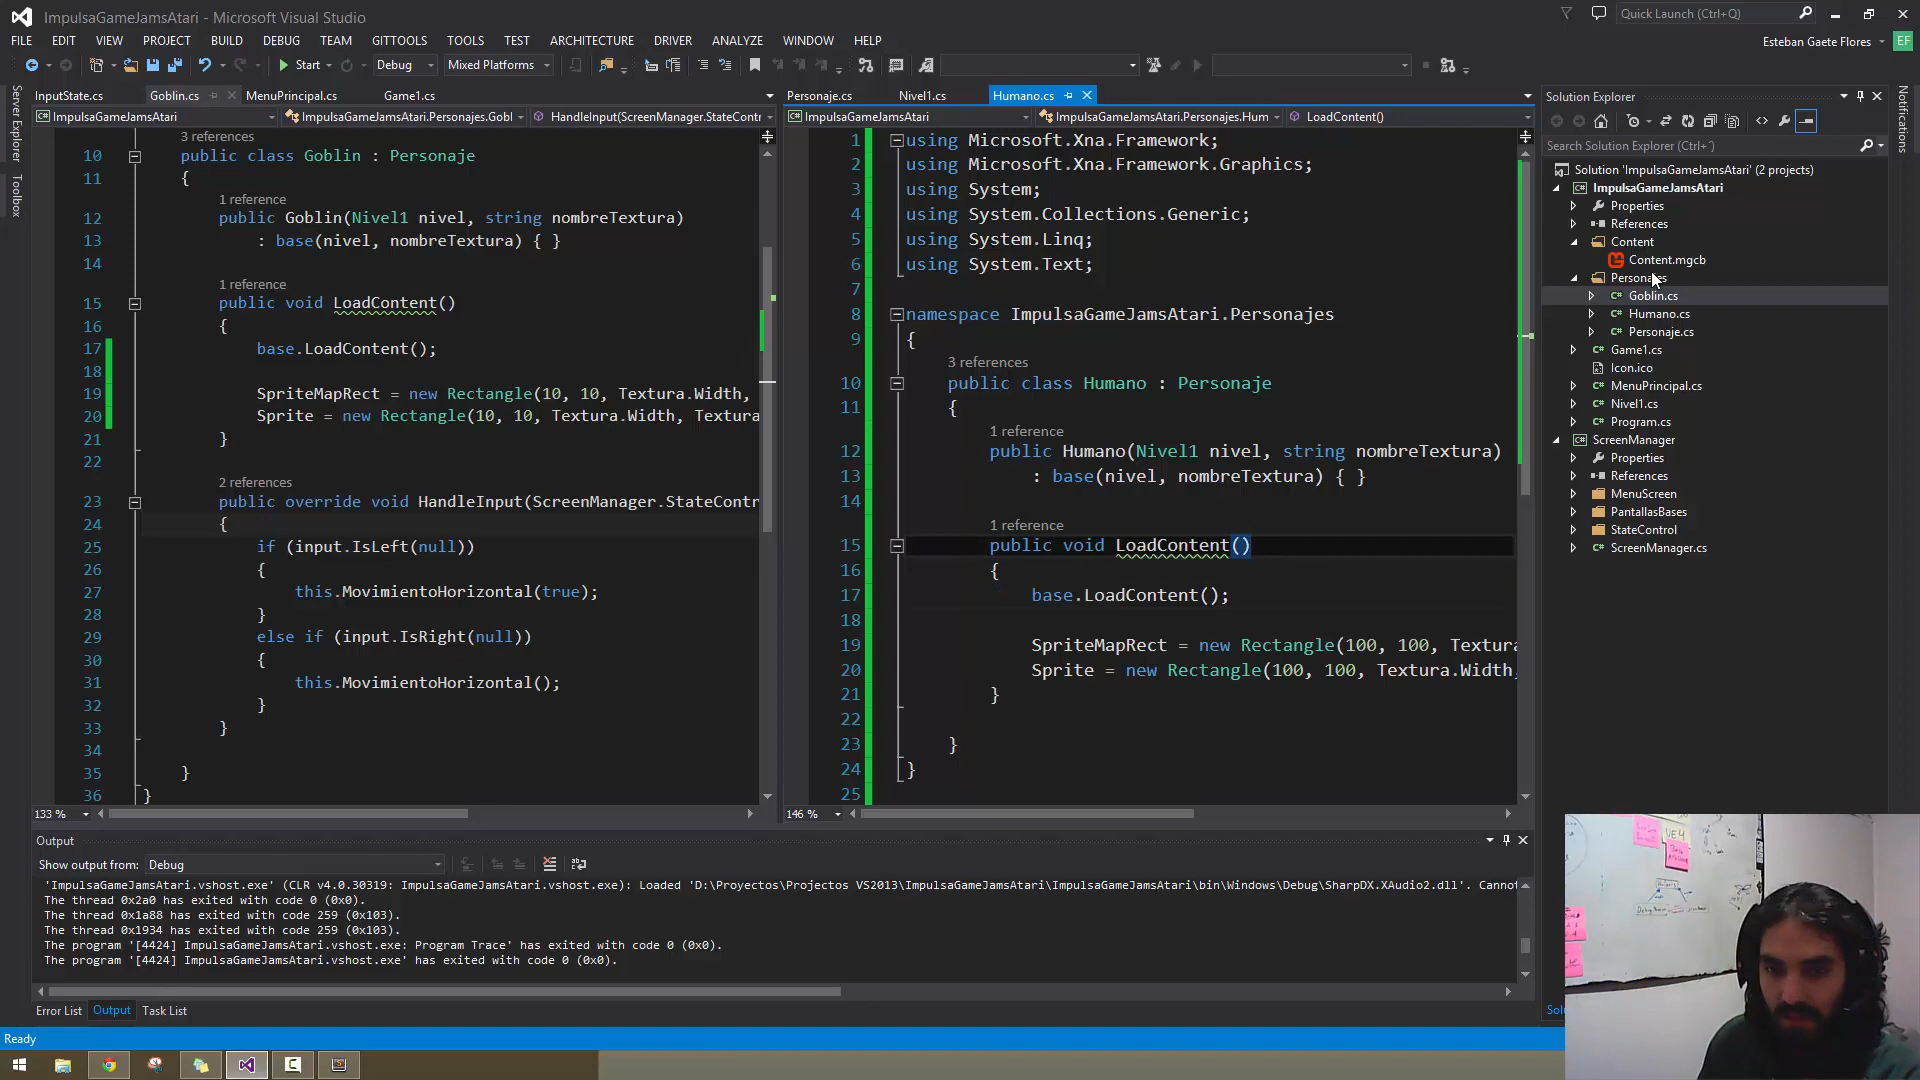 ImpulsaGameJamsAtari - Microsoft Visual Studio
Quick Launch (Ctrl+Q)
FILE EDIT VIEW PROJECT BUILD DEBUG TEAM GITTOOLS TOOLS TEST ARCHITECTURE DRIVER ANALYZE WINDOW HELP
Esteban Gaete Flores EF
Start Debug Mixed Platforms
Server Explorer
Toolbox
Notifications
InputState.cs Goblin.cs MenuPrincipal.cs Game1.cs
ImpulsaGameJamsAtari ImpulsaGameJamsAtari.Personajes.Gobl HandleInput(ScreenManager.StateContr
3 references
10 public class Goblin : Personaje
11 {
1 reference
12 public Goblin(Nivel1 nivel, string nombreTextura)
13 : base(nivel, nombreTextura) { }
14
1 reference
15 public void LoadContent()
16 {
17 base.LoadContent();
18
19 SpriteMapRect = new Rectangle(10, 10, Textura.Width,
20 Sprite = new Rectangle(10, 10, Textura.Width, Textura
21 }
22
2 references
23 public override void HandleInput(ScreenManager.StateContr
24 {
25 if (input.IsLeft(null))
26 {
27 this.MovimientoHorizontal(true);
28 }
29 else if (input.IsRight(null))
30 {
31 this.MovimientoHorizontal();
32 }
33 }
34
35 }
36 }
133 %
Personaje.cs Nivel1.cs Humano.cs
ImpulsaGameJamsAtari ImpulsaGameJamsAtari.Personajes.Hum LoadContent()
1 using Microsoft.Xna.Framework;
2 using Microsoft.Xna.Framework.Graphics;
3 using System;
4 using System.Collections.Generic;
5 using System.Linq;
6 using System.Text;
7
8 namespace ImpulsaGameJamsAtari.Personajes
9 {
3 references
10 public class Humano : Personaje
11 {
1 reference
12 public Humano(Nivel1 nivel, string nombreTextura)
13 : base(nivel, nombreTextura) { }
14
1 reference
15 public void LoadContent()
16 {
17 base.LoadContent();
18
19 SpriteMapRect = new Rectangle(100, 100, Textura
20 Sprite = new Rectangle(100, 100, Textura.Width,
21 }
22
23 }
24 }
25
146 %
Solution Explorer
Search Solution Explorer (Ctrl+´)
Solution 'ImpulsaGameJamsAtari' (2 projects)
ImpulsaGameJamsAtari
Properties
References
Content
Content.mgcb
Personajes
Goblin.cs
Humano.cs
Personaje.cs
Game1.cs
Icon.ico
MenuPrincipal.cs
Nivel1.cs
Program.cs
ScreenManager
Properties
References
MenuScreen
PantallasBases
StateControl
ScreenManager.cs
Output
Show output from: Debug
'ImpulsaGameJamsAtari.vshost.exe' (CLR v4.0.30319: ImpulsaGameJamsAtari.vshost.exe): Loaded 'D:\Proyectos\Projectos VS2013\ImpulsaGameJamsAtari\ImpulsaGameJamsAtari\bin\Windows\Debug\SharpDX.XAudio2.dll'. Cannot
The thread 0x2a0 has exited with code 0 (0x0).
The thread 0x1a88 has exited with code 259 (0x103).
The thread 0x1934 has exited with code 259 (0x103).
The program '[4424] ImpulsaGameJamsAtari.vshost.exe: Program Trace' has exited with code 0 (0x0).
The program '[4424] ImpulsaGameJamsAtari.vshost.exe' has exited with code 0 (0x0).
Error List Output Task List
Ready